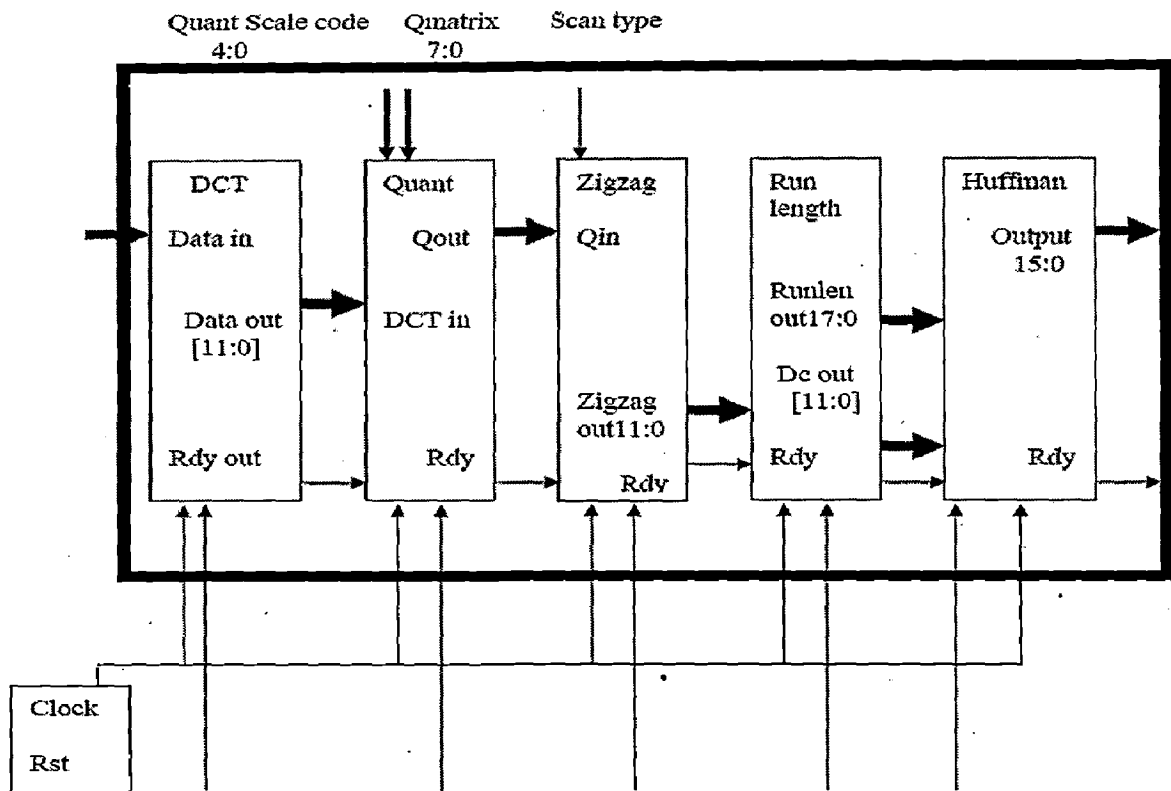 Quant Scale code
4:0
Qmatrix
7:0
Scan type
DCT
Data in
Data out
[11:0]
Rdy out
Quant
Qout
DCT in
Rdy
Zigzag
Qin
Zigzag
out11:0
Rdy
Run
length
Runlen
out17:0
Dc out
[11:0]
Rdy
Huffman
Output
15:0
Rdy
Clock
Rst